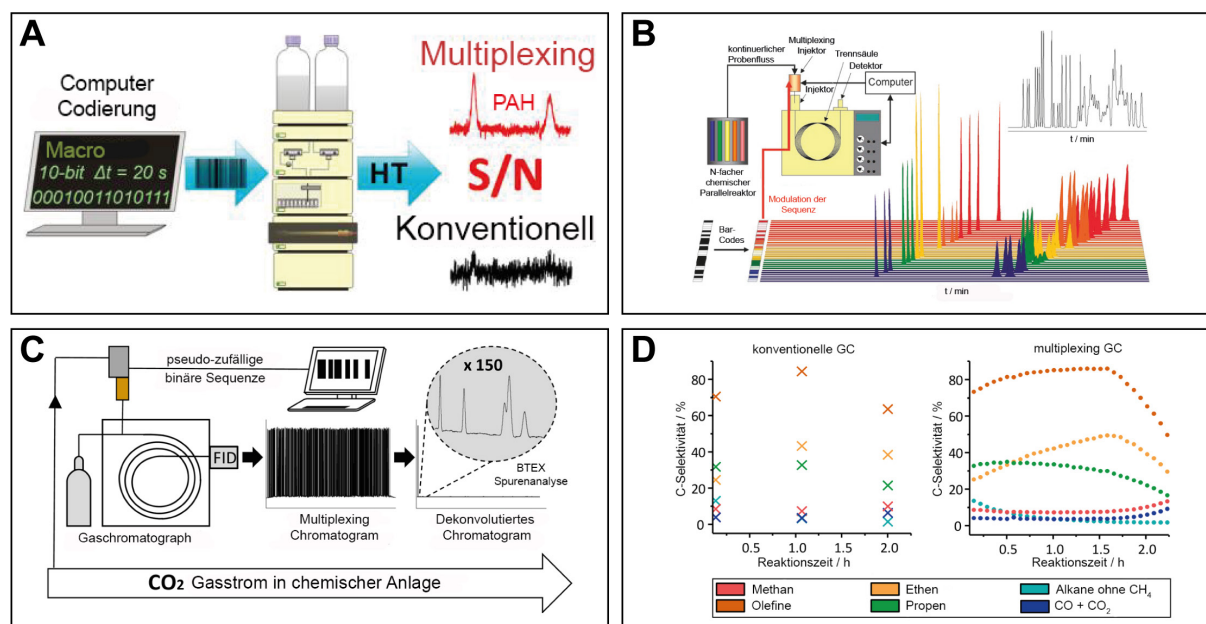 A
Computer
Codierung
Macro
10-bit Δt = 20 s
00010011010111
HT
Multiplexing
PAH
S/N
Konventionell
B
kontinuerlicher
Probenfluss
Multiplexing
Injektor
Trennsäule
Detektor
Injektor
Computer
N-facher
chemischer
Parallelreaktor
Modulation der
Sequenz
Bar-
Codes
t / min
t / min
C
pseudo-zufällige
binäre Sequenze
x 150
FID
BTEX
Spurenanalyse
Gaschromatograph
Multiplexing
Chromatogram
Dekonvolutiertes
Chromatogram
CO₂ Gasstrom in chemischer Anlage
D
konventionelle GC
multiplexing GC
C-Selektivität / %
80
60
40
20
0
0.5
1.0
1.5
2.0
Reaktionszeit / h
C-Selektivität / %
80
60
40
20
0
0.5
1.0
1.5
2.0
Reaktionszeit / h
Methan
Ethen
Alkane ohne CH₄
Olefine
Propen
CO + CO₂